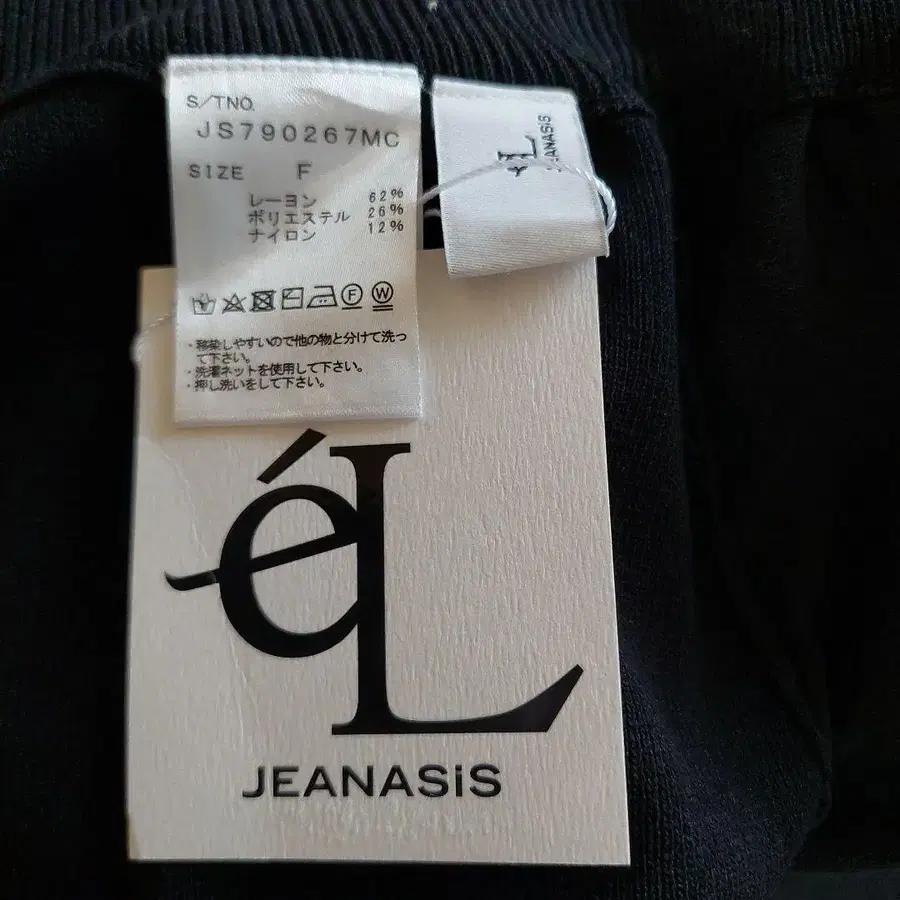 S/TNO.
JS790267MC
SIZE F
レーヨン 62%
ポリエステル 26%
ナイロン 12%
F W
・移染しやすいので他の物と分けて洗っ
て下さい。
・洗濯ネットを使用して下さい。
・押し洗いをして下さい。
éL
JEANASiS
éL
JEANASiS